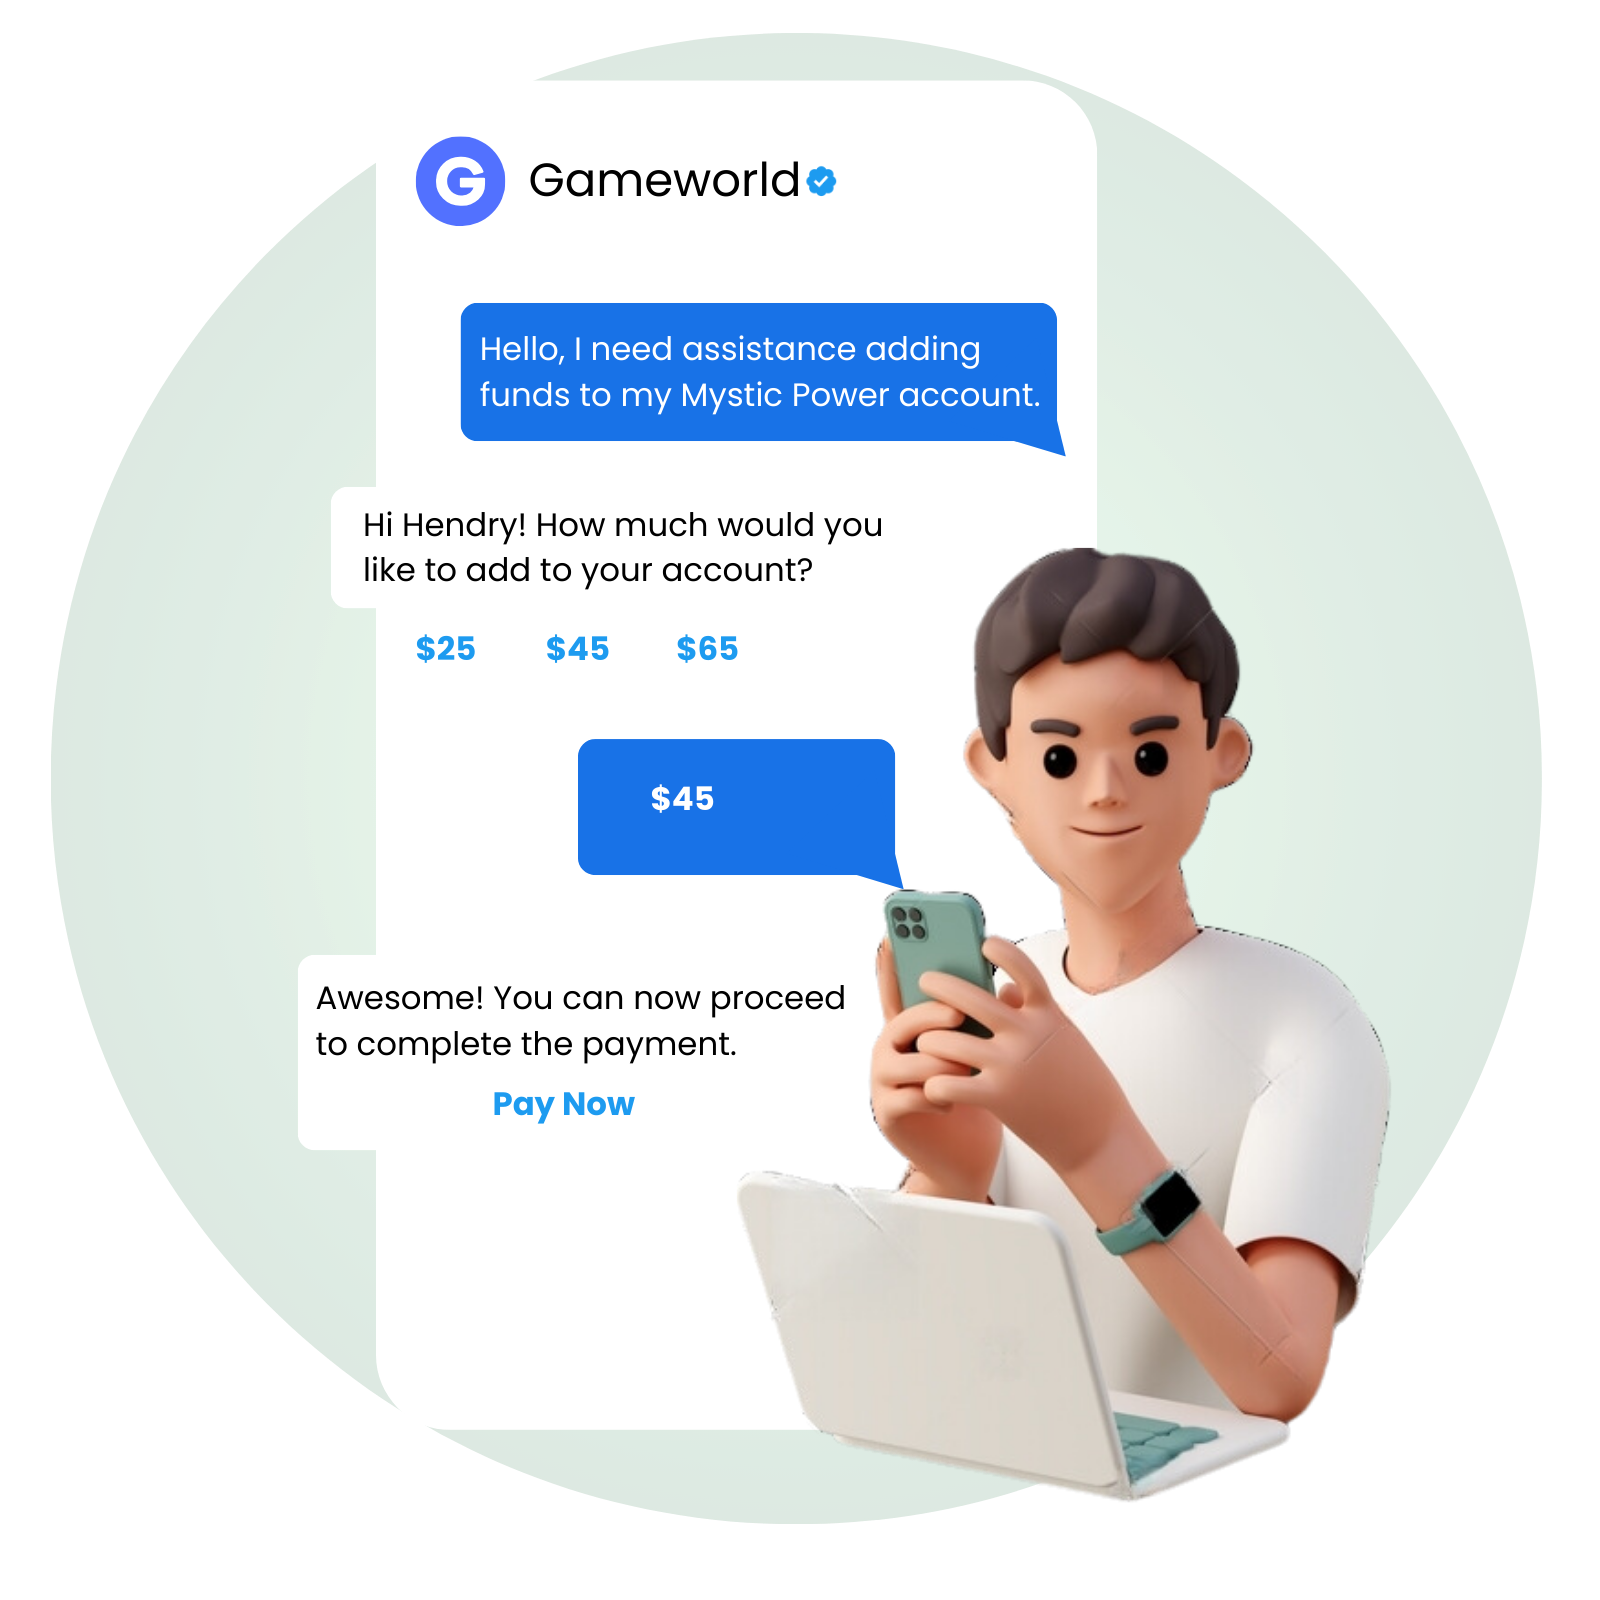 G Gameworld
Hello, I need assistance adding
funds to my Mystic Power account.
Hi Hendry! How much would you
like to add to your account?
$25 $45 $65
$45
Awesome! You can now proceed
to complete the payment.
Pay Now